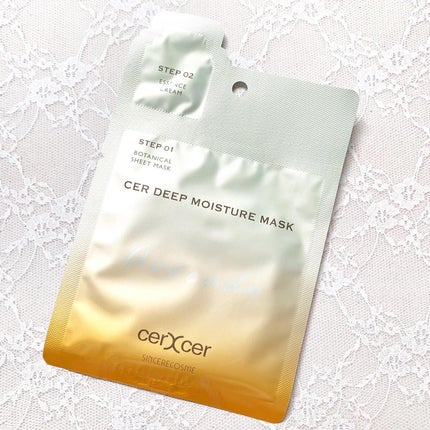 STEP 02
ESSENCE
CREAM
STEP 01
BOTANICAL
SHEET MASK
CER DEEP MOISTURE MASK
cerXcer
SINCERECOSME